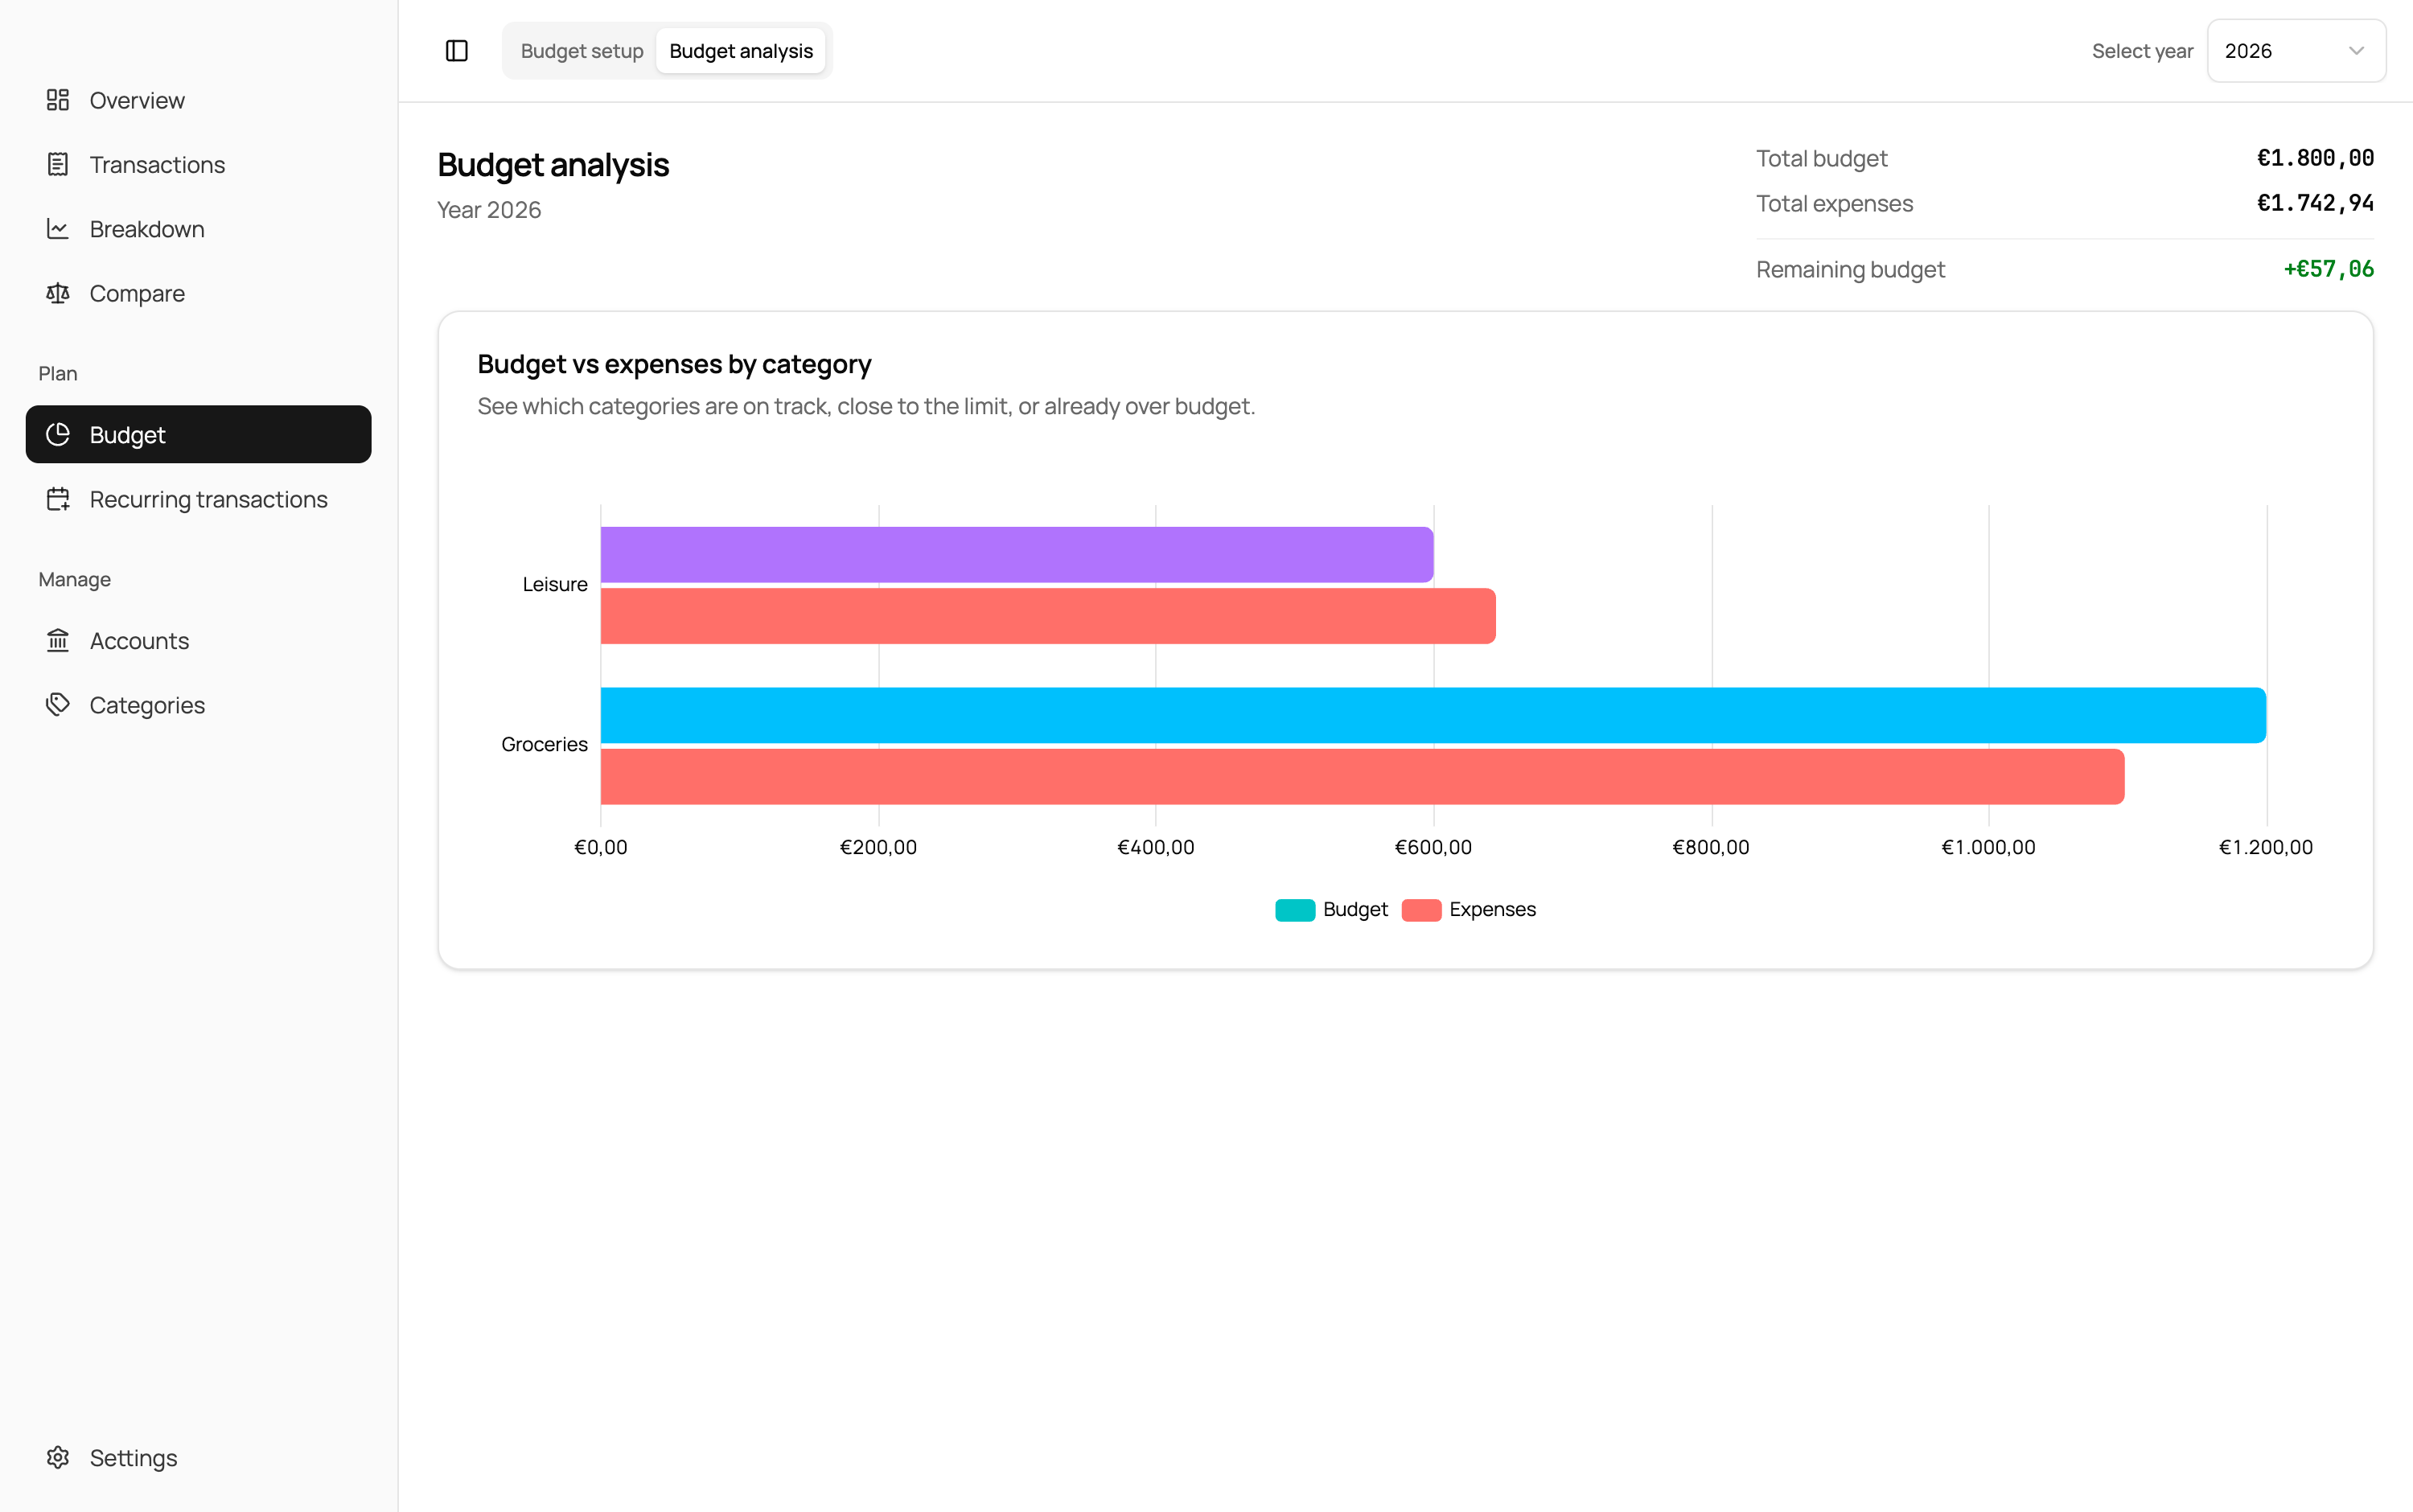 Overview
Transactions
Breakdown
Compare
Plan
Budget
Recurring transactions
Manage
Accounts
Categories
Settings
Budget setup
Budget analysis
Select year
2026
Budget analysis
Year 2026
Total budget €1.800,00
Total expenses €1.742,94
Remaining budget +€57,06
Budget vs expenses by category
See which categories are on track, close to the limit, or already over budget.
Leisure
Groceries
€0,00 €200,00 €400,00 €600,00 €800,00 €1.000,00 €1.200,00
Budget Expenses